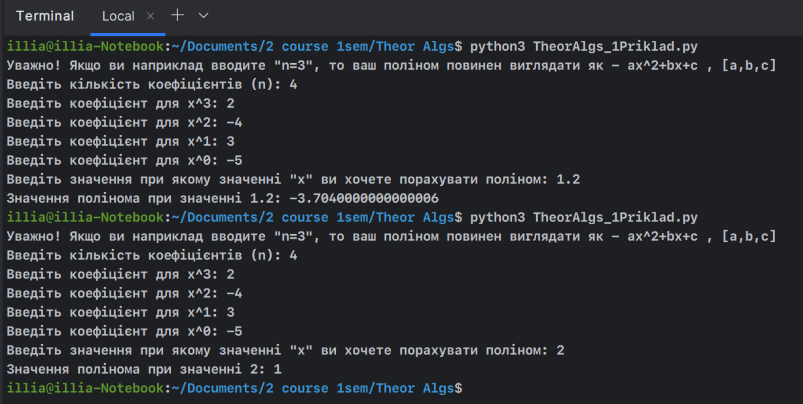 Terminal Local × +
illia@illia-Notebook:~/Documents/2 course 1sem/Theor Algs$ python3 TheorAlgs_1Priklad.py
Уважно! Якщо ви наприклад вводите "n=3", то ваш поліном повинен виглядати як - ax^2+bx+c , [a,b,c]
Введіть кількість коефіцієнтів (n): 4
Введіть коефіцієнт для x^3: 2
Введіть коефіцієнт для x^2: -4
Введіть коефіцієнт для x^1: 3
Введіть коефіцієнт для x^0: -5
Введіть значення при якому значенні "x" ви хочете порахувати поліном: 1.2
Значення полінома при значенні 1.2: -3.7040000000000006
illia@illia-Notebook:~/Documents/2 course 1sem/Theor Algs$ python3 TheorAlgs_1Priklad.py
Уважно! Якщо ви наприклад вводите "n=3", то ваш поліном повинен виглядати як - ax^2+bx+c , [a,b,c]
Введіть кількість коефіцієнтів (n): 4
Введіть коефіцієнт для x^3: 2
Введіть коефіцієнт для x^2: -4
Введіть коефіцієнт для x^1: 3
Введіть коефіцієнт для x^0: -5
Введіть значення при якому значенні "x" ви хочете порахувати поліном: 2
Значення полінома при значенні 2: 1
illia@illia-Notebook:~/Documents/2 course 1sem/Theor Algs$